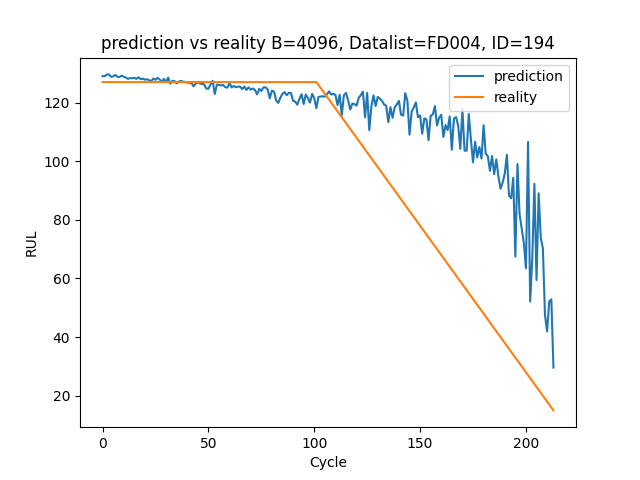 prediction vs reality B=4096, Datalist=FD004, ID=194
prediction
reality
RUL
120
100
80
60
40
20
0 50 100 150 200
Cycle